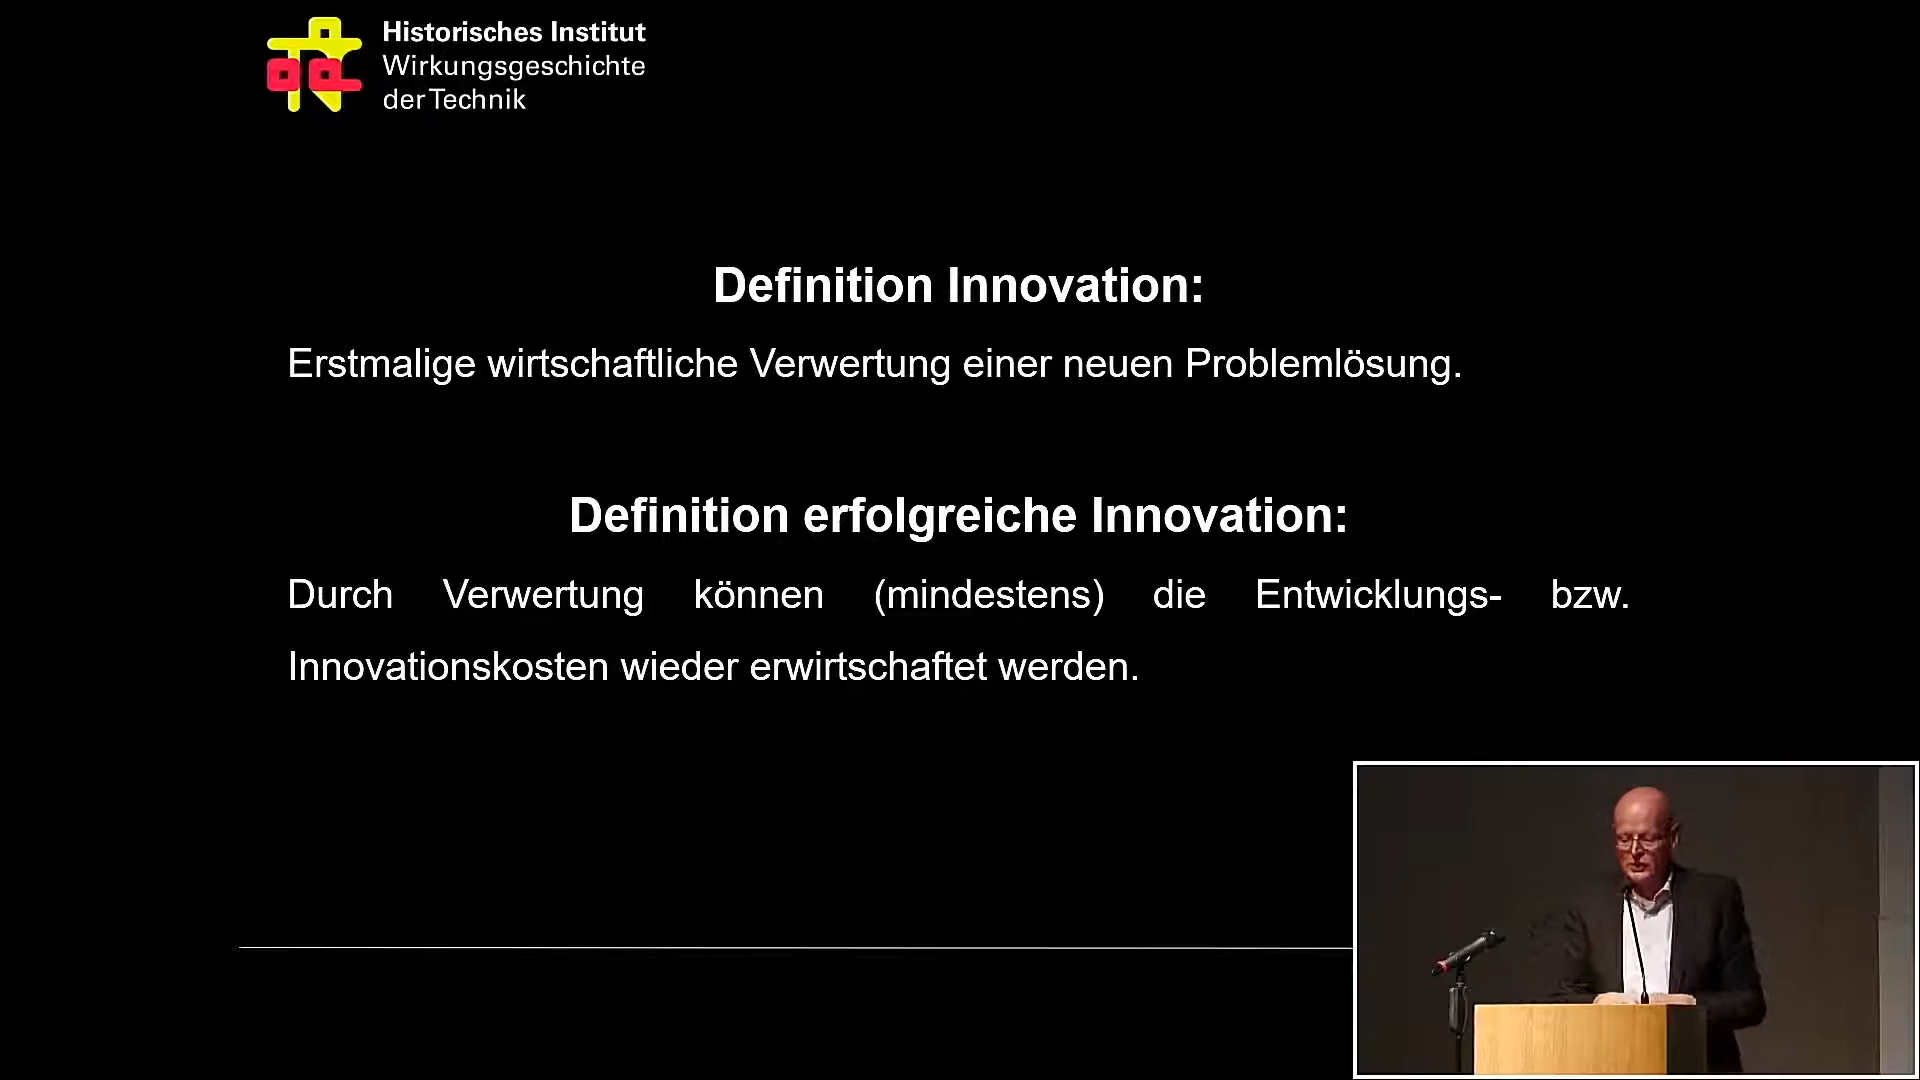 Historisches Institut
Wirkungsgeschichte
der Technik
Definition Innovation:
Erstmalige wirtschaftliche Verwertung einer neuen Problemlösung.
Definition erfolgreiche Innovation:
Durch Verwertung können (mindestens) die Entwicklungs- bzw.
Innovationskosten wieder erwirtschaftet werden.